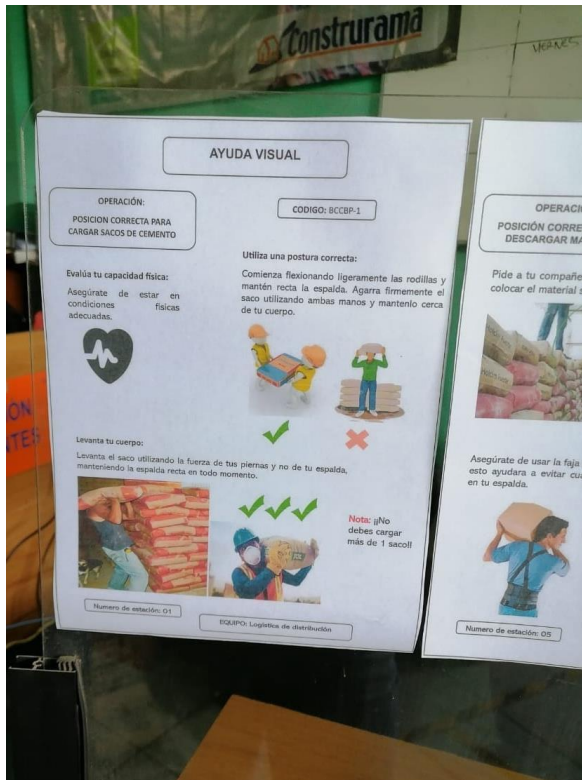 Construrama
VIERNES
AYUDA VISUAL
OPERACIÓN:
POSICION CORRECTA PARA
CARGAR SACOS DE CEMENTO
CODIGO: BCCBP-1
Evalúa tu capacidad física:
Asegúrate de estar en
condiciones físicas
adecuadas.
Utiliza una postura correcta:
Comienza flexionando ligeramente las rodillas y
mantén recta la espalda. Agarra firmemente el
saco utilizando ambas manos y mantenlo cerca
de tu cuerpo.
Levanta tu cuerpo:
Levanta el saco utilizando la fuerza de tus piernas y no de tu espalda,
manteniendo la espalda recta en todo momento.
Nota: ¡¡No
debes cargar
más de 1 saco!!
Numero de estación: 01
EQUIPO: Logística de distribución
OPERACI
POSICIÓN CORRE
DESCARGAR MA
Pide a tu compañe
colocar el material s
Asegúrate de usar la faja
esto ayudara a evitar cu
en tu espalda.
Numero de estación: 05
ON
NTES